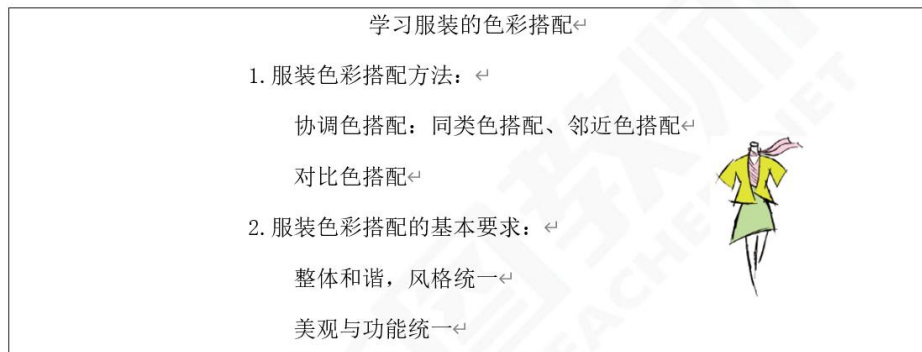 学习服装的色彩搭配↵
1.服装色彩搭配方法：↵
协调色搭配：同类色搭配、邻近色搭配↵
对比色搭配↵
2.服装色彩搭配的基本要求：↵
整体和谐，风格统一↵
美观与功能统一↵